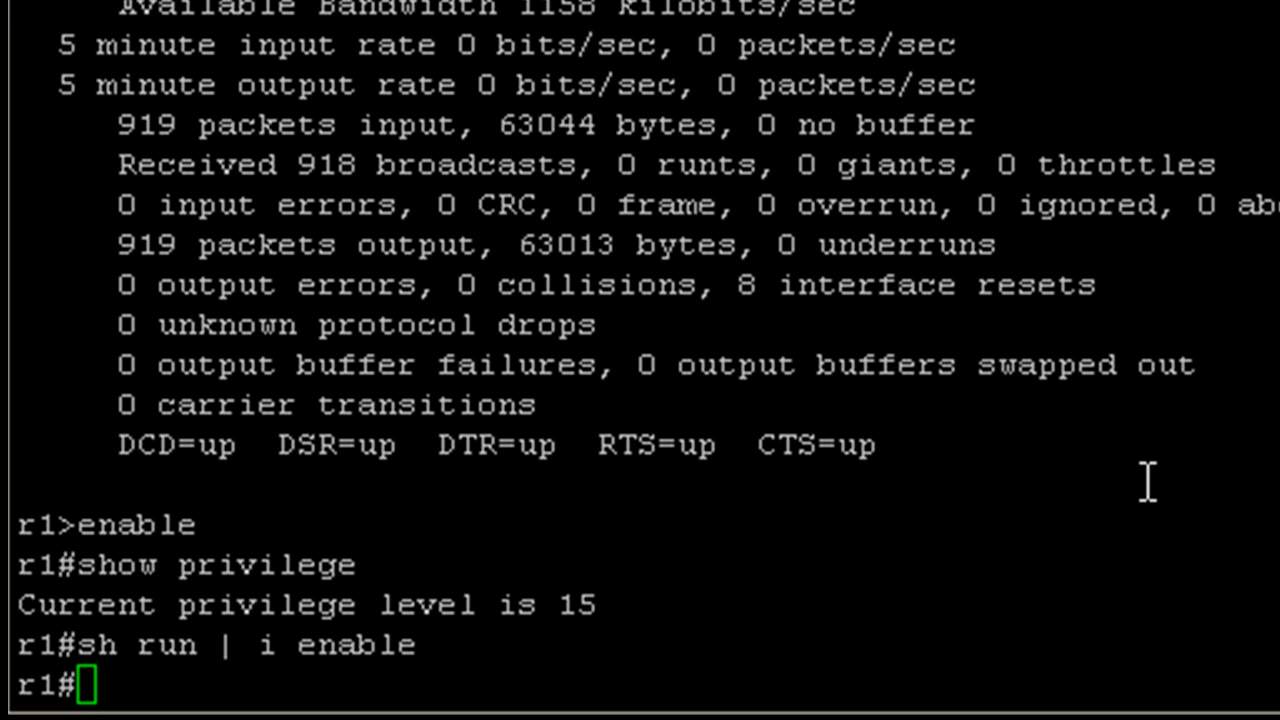 Available Bandwidth 1158 kilobits/sec
5 minute input rate 0 bits/sec, 0 packets/sec
5 minute output rate 0 bits/sec, 0 packets/sec
919 packets input, 63044 bytes, 0 no buffer
Received 918 broadcasts, 0 runts, 0 giants, 0 throttles
0 input errors, 0 CRC, 0 frame, 0 overrun, 0 ignored, 0
919 packets output, 63013 bytes, 0 underruns
0 output errors, 0 collisions, 8 interface resets
0 unknown protocol drops
0 output buffer failures, 0 output buffers swapped out
0 carrier transitions
DCD=up DSR=up DTR=up RTS=up CTS=up
r1>enable
r1#show privilege
Current privilege level is 15
r1#sh run | i enable
r1#